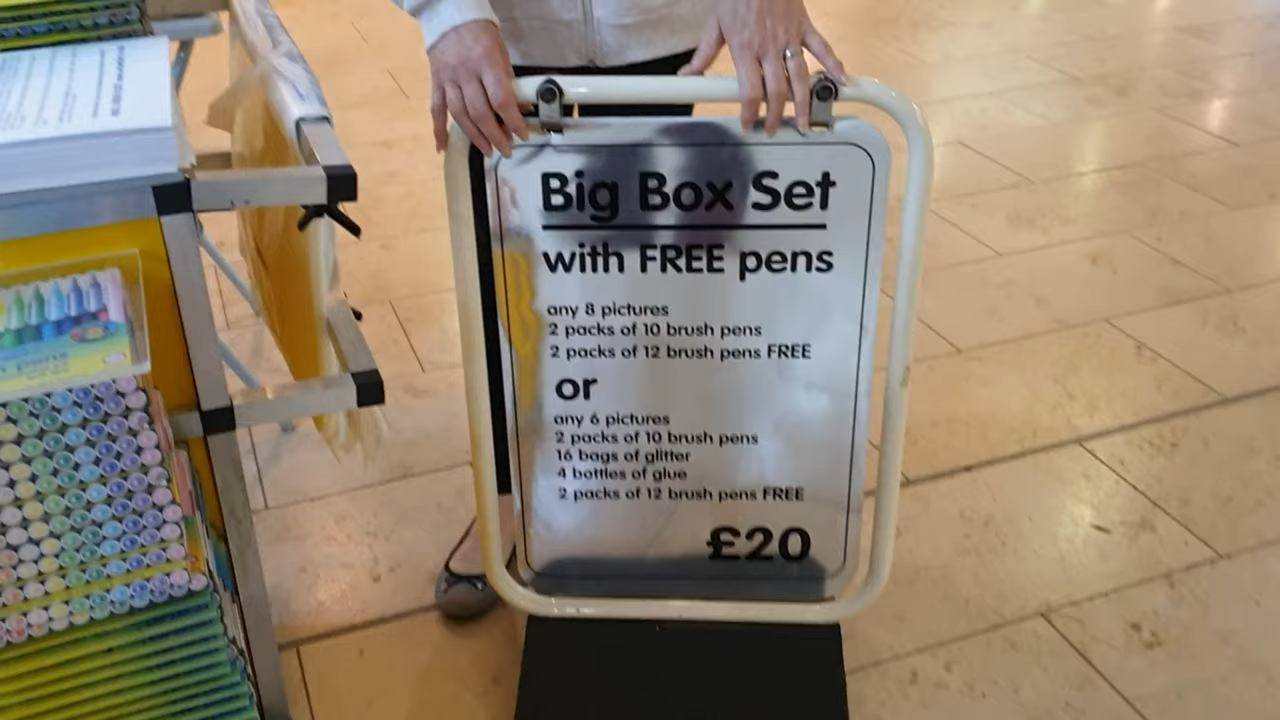 Big Box Set
with FREE pens
any 8 pictures
2 packs of 10 brush pens
2 packs of 12 brush pens FREE
or
any 6 pictures
2 packs of 10 brush pens
16 bags of glitter
4 bottles of glue
2 packs of 12 brush pens FREE
£20